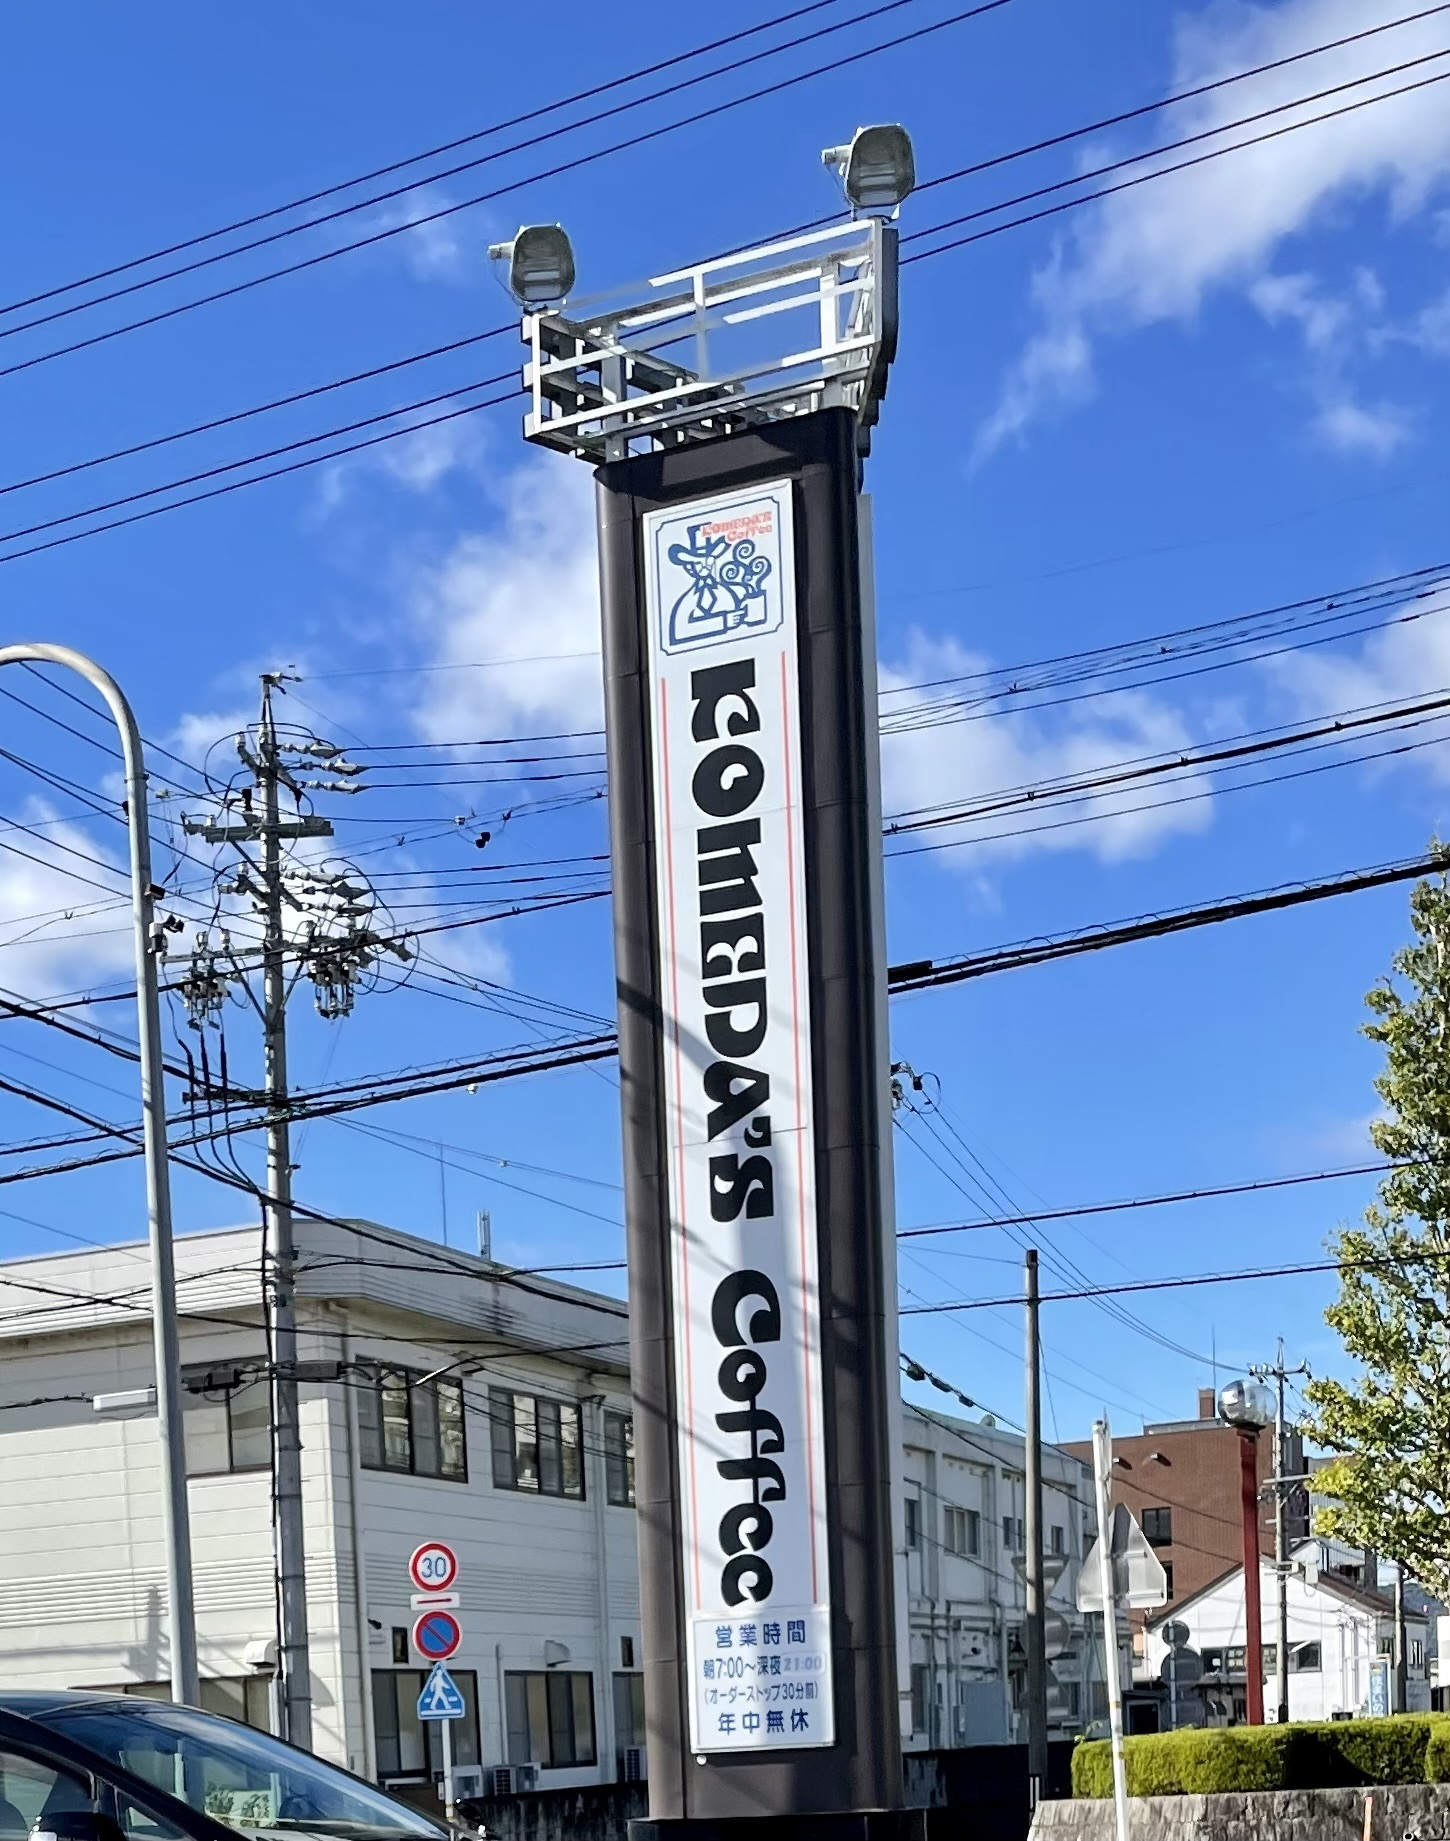 KOMEDA'S
Coffee
KOMEDA'S Coffee
営業時間
朝7:00〜深夜21:00
(オーダーストップ30分前)
年中無休
30